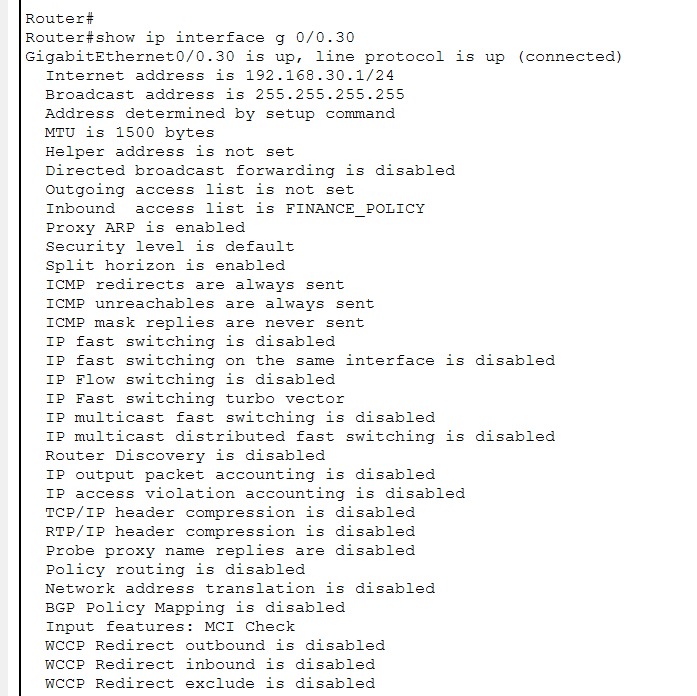 Router#
Router#show ip interface g 0/0.30
GigabitEthernet0/0.30 is up, line protocol is up (connected)
Internet address is 192.168.30.1/24
Broadcast address is 255.255.255.255
Address determined by setup command
MTU is 1500 bytes
Helper address is not set
Directed broadcast forwarding is disabled
Outgoing access list is not set
Inbound  access list is FINANCE_POLICY
Proxy ARP is enabled
Security level is default
Split horizon is enabled
ICMP redirects are always sent
ICMP unreachables are always sent
ICMP mask replies are never sent
IP fast switching is disabled
IP fast switching on the same interface is disabled
IP Flow switching is disabled
IP Fast switching turbo vector
IP multicast fast switching is disabled
IP multicast distributed fast switching is disabled
Router Discovery is disabled
IP output packet accounting is disabled
IP access violation accounting is disabled
TCP/IP header compression is disabled
RTP/IP header compression is disabled
Probe proxy name replies are disabled
Policy routing is disabled
Network address translation is disabled
BGP Policy Mapping is disabled
Input features: MCI Check
WCCP Redirect outbound is disabled
WCCP Redirect inbound is disabled
WCCP Redirect exclude is disabled